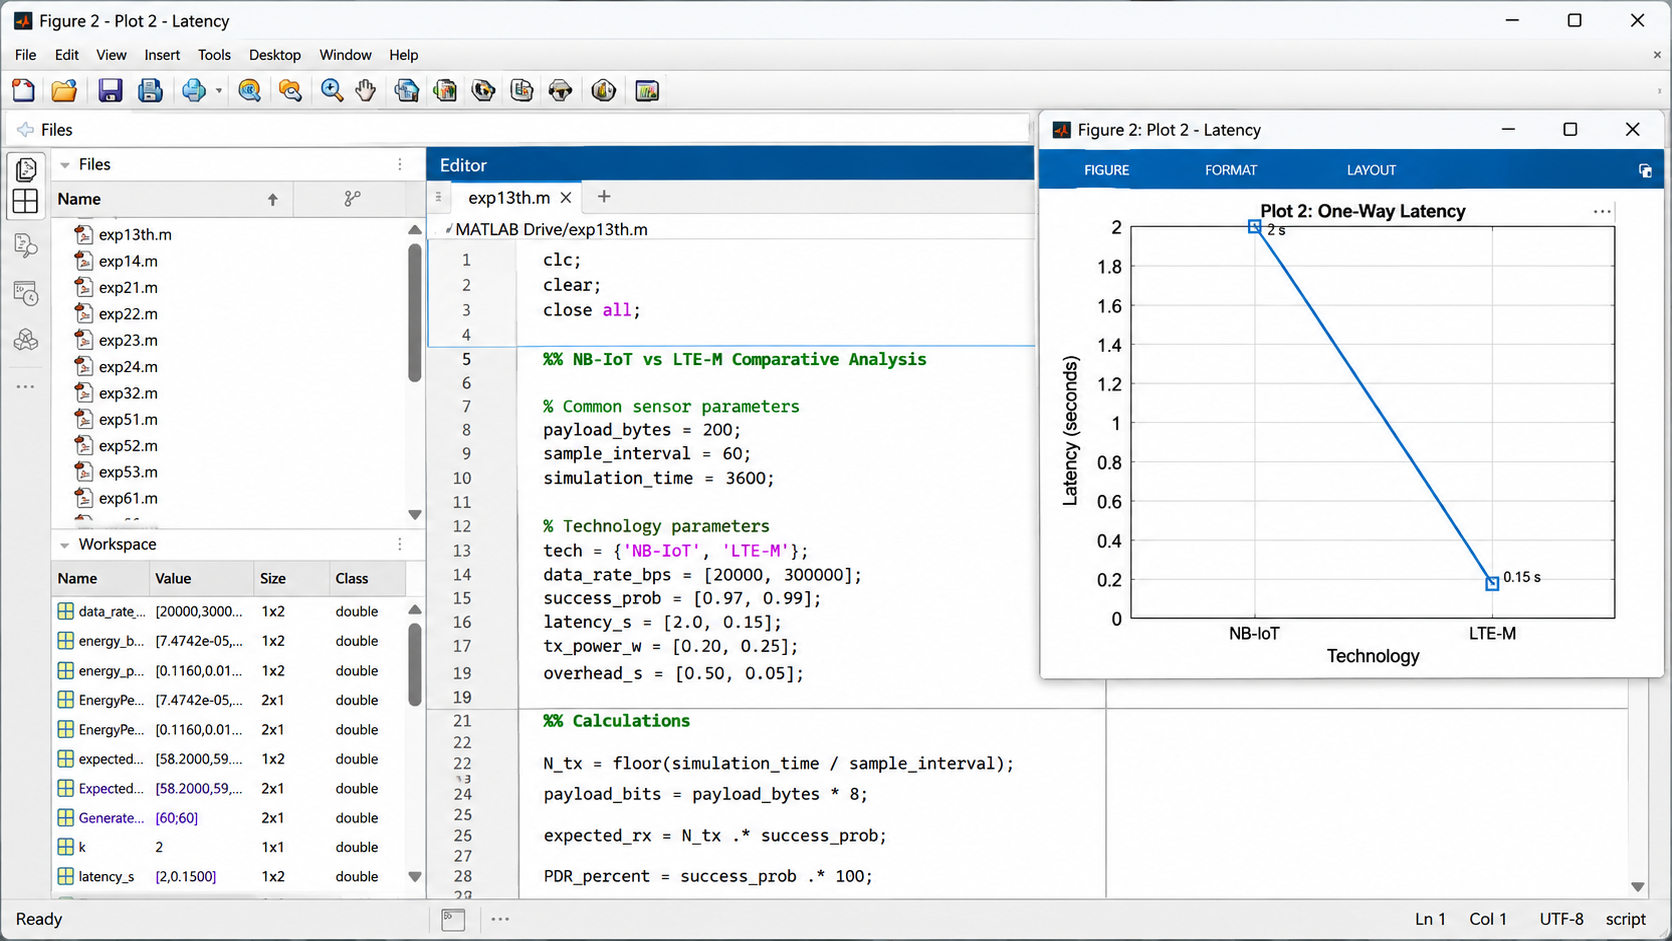 Figure 2 - Plot 2 - Latency
File Edit View Insert Tools Desktop Window Help
Files
Files
Name
exp13th.m
exp14.m
exp21.m
exp22.m
exp23.m
exp24.m
exp32.m
exp51.m
exp52.m
exp53.m
exp61.m
Workspace
Name Value Size Class
data_rate_... [20000,3000... 1x2 double
energy_b... [7.4742e-05,... 1x2 double
energy_p... [0.1160,0.01... 1x2 double
EnergyPe... [7.4742e-05,... 2x1 double
EnergyPe... [0.1160,0.01... 2x1 double
expected... [58.2000,59.... 1x2 double
Expected... [58.2000,59,... 2x1 double
Generate... [60;60] 2x1 double
k 2 1x1 double
latency_s [2,0.1500] 1x2 double
Editor
exp13th.m
MATLAB Drive/exp13th.m
1 clc;
2 clear;
3 close all;
4
5 %% NB-IoT vs LTE-M Comparative Analysis
6
7 % Common sensor parameters
8 payload_bytes = 200;
9 sample_interval = 60;
10 simulation_time = 3600;
11
12 % Technology parameters
13 tech = {'NB-IoT', 'LTE-M'};
14 data_rate_bps = [20000, 300000];
15 success_prob = [0.97, 0.99];
16 latency_s = [2.0, 0.15];
17 tx_power_w = [0.20, 0.25];
19 overhead_s = [0.50, 0.05];
19
21 %% Calculations
22
22 N_tx = floor(simulation_time / sample_interval);
24 payload_bits = payload_bytes * 8;
25
26 expected_rx = N_tx .* success_prob;
27
28 PDR_percent = success_prob .* 100;
Figure 2: Plot 2 - Latency
FIGURE FORMAT LAYOUT
Plot 2: One-Way Latency
2
1.8
1.6
1.4
1.2
1
0.8
0.6
0.4
0.2
0
Latency (seconds)
2 s
0.15 s
NB-IoT LTE-M
Technology
Ready
Ln 1 Col 1 UTF-8 script